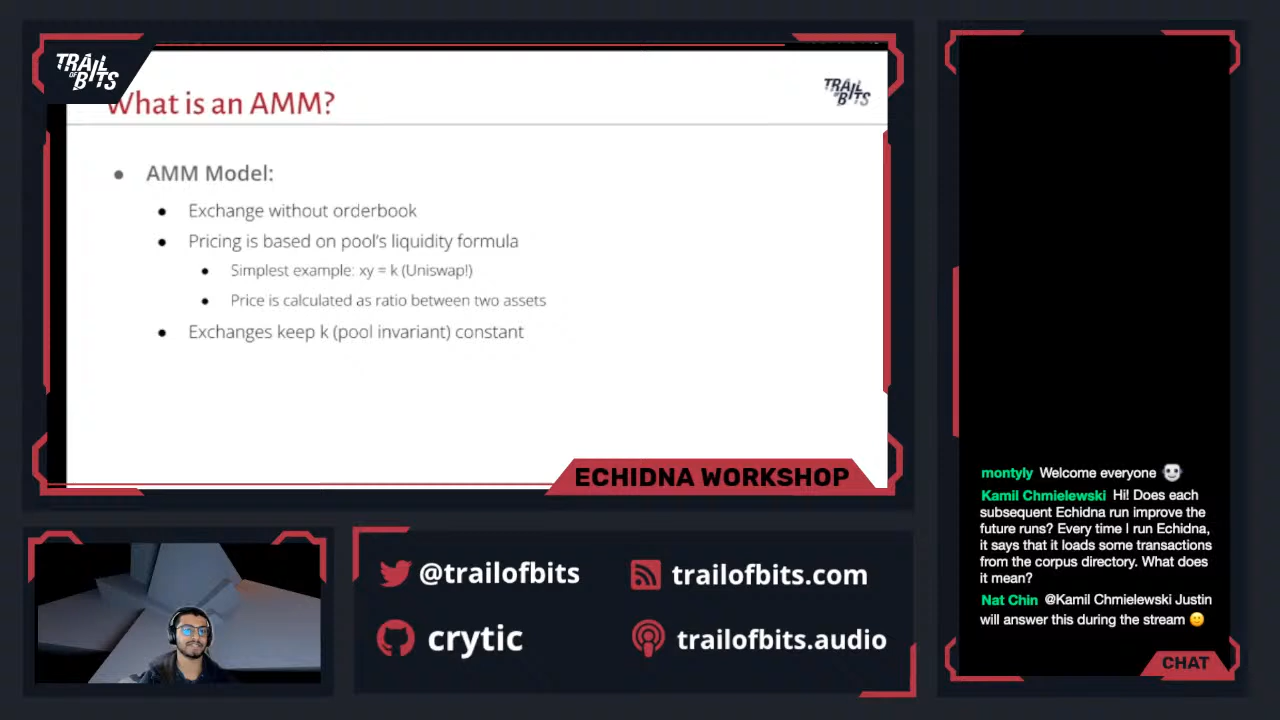 TRAIL
OF
BITS
What is an AMM?
TRAIL
OF
BITS
AMM Model:
Exchange without orderbook
Pricing is based on pool's liquidity formula
Simplest example: xy = k (Uniswap!)
Price is calculated as ratio between two assets
Exchanges keep k (pool invariant) constant
ECHIDNA WORKSHOP
@trailofbits
trailofbits.com
crytic
trailofbits.audio
montyly Welcome everyone
Kamil Chmielewski Hi! Does each
subsequent Echidna run improve the
future runs? Every time I run Echidna,
it says that it loads some transactions
from the corpus directory. What does
it mean?
Nat Chin @Kamil Chmielewski Justin
will answer this during the stream
CHAT